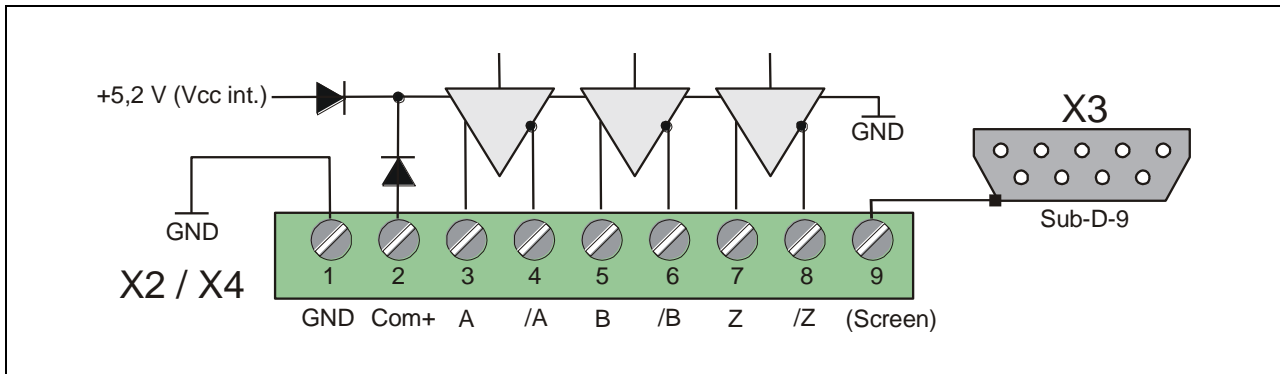 +5,2 V (Vcc int.)
X3
GND
GND
Sub-D-9
X2 / X4
1 2 3 4 5 6 7 8 9
GND Com+ A /A B /B Z /Z (Screen)